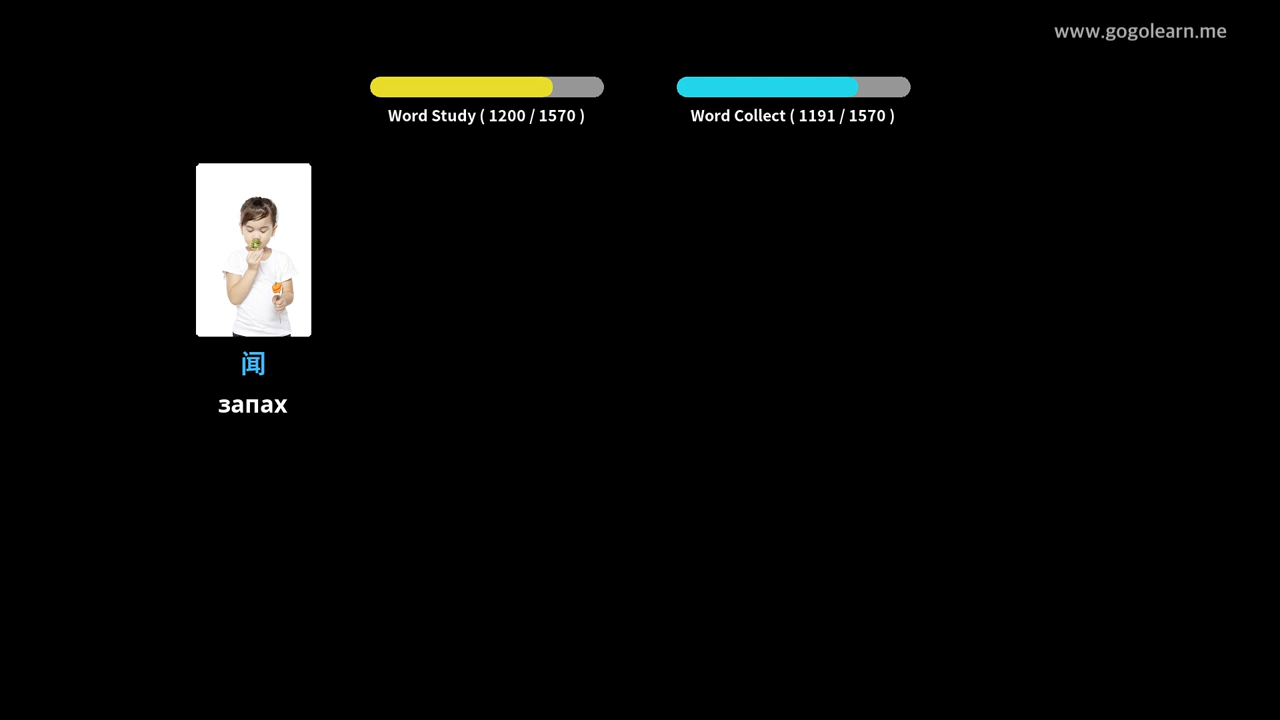 www.gogolearn.me
Word Study ( 1200 / 1570 )
Word Collect ( 1191 / 1570 )
闻
запах